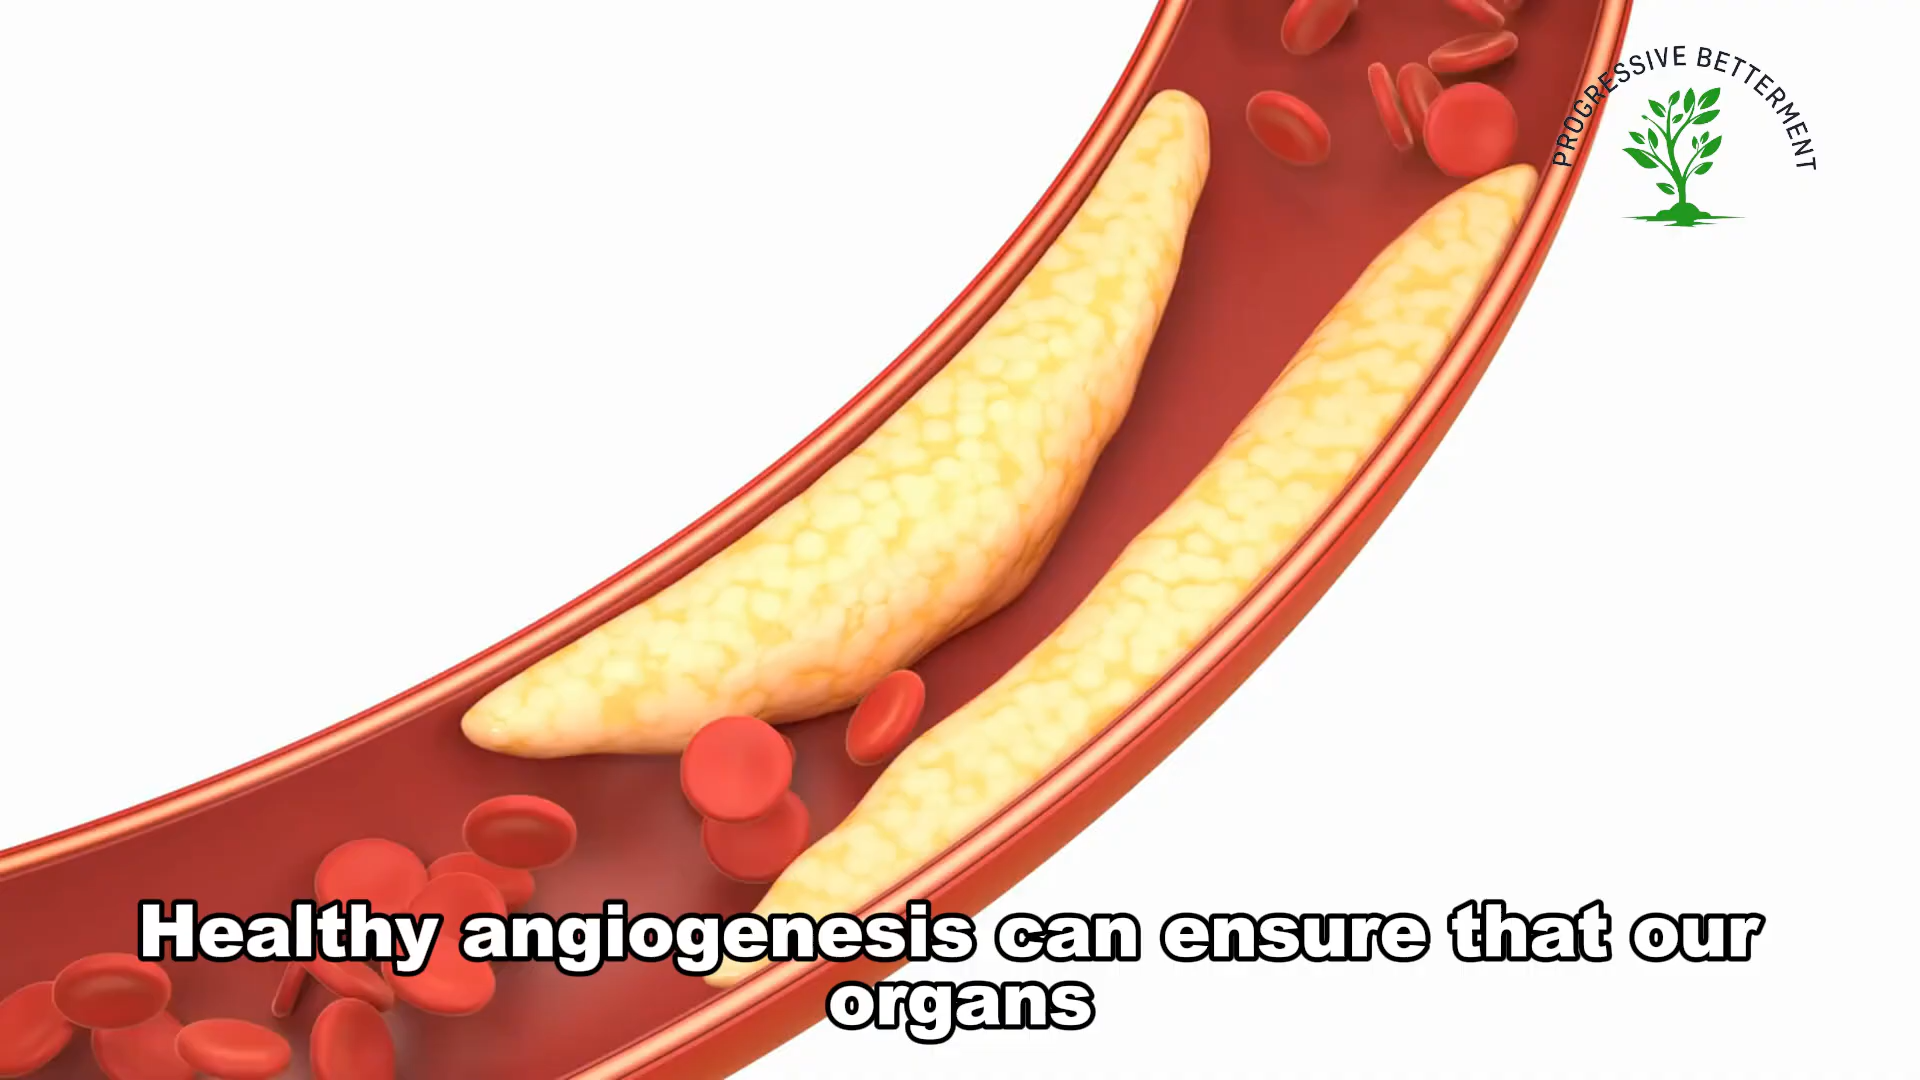 PROGRESSIVE BETTERMENT
Healthy angiogenesis can ensure that our
organs